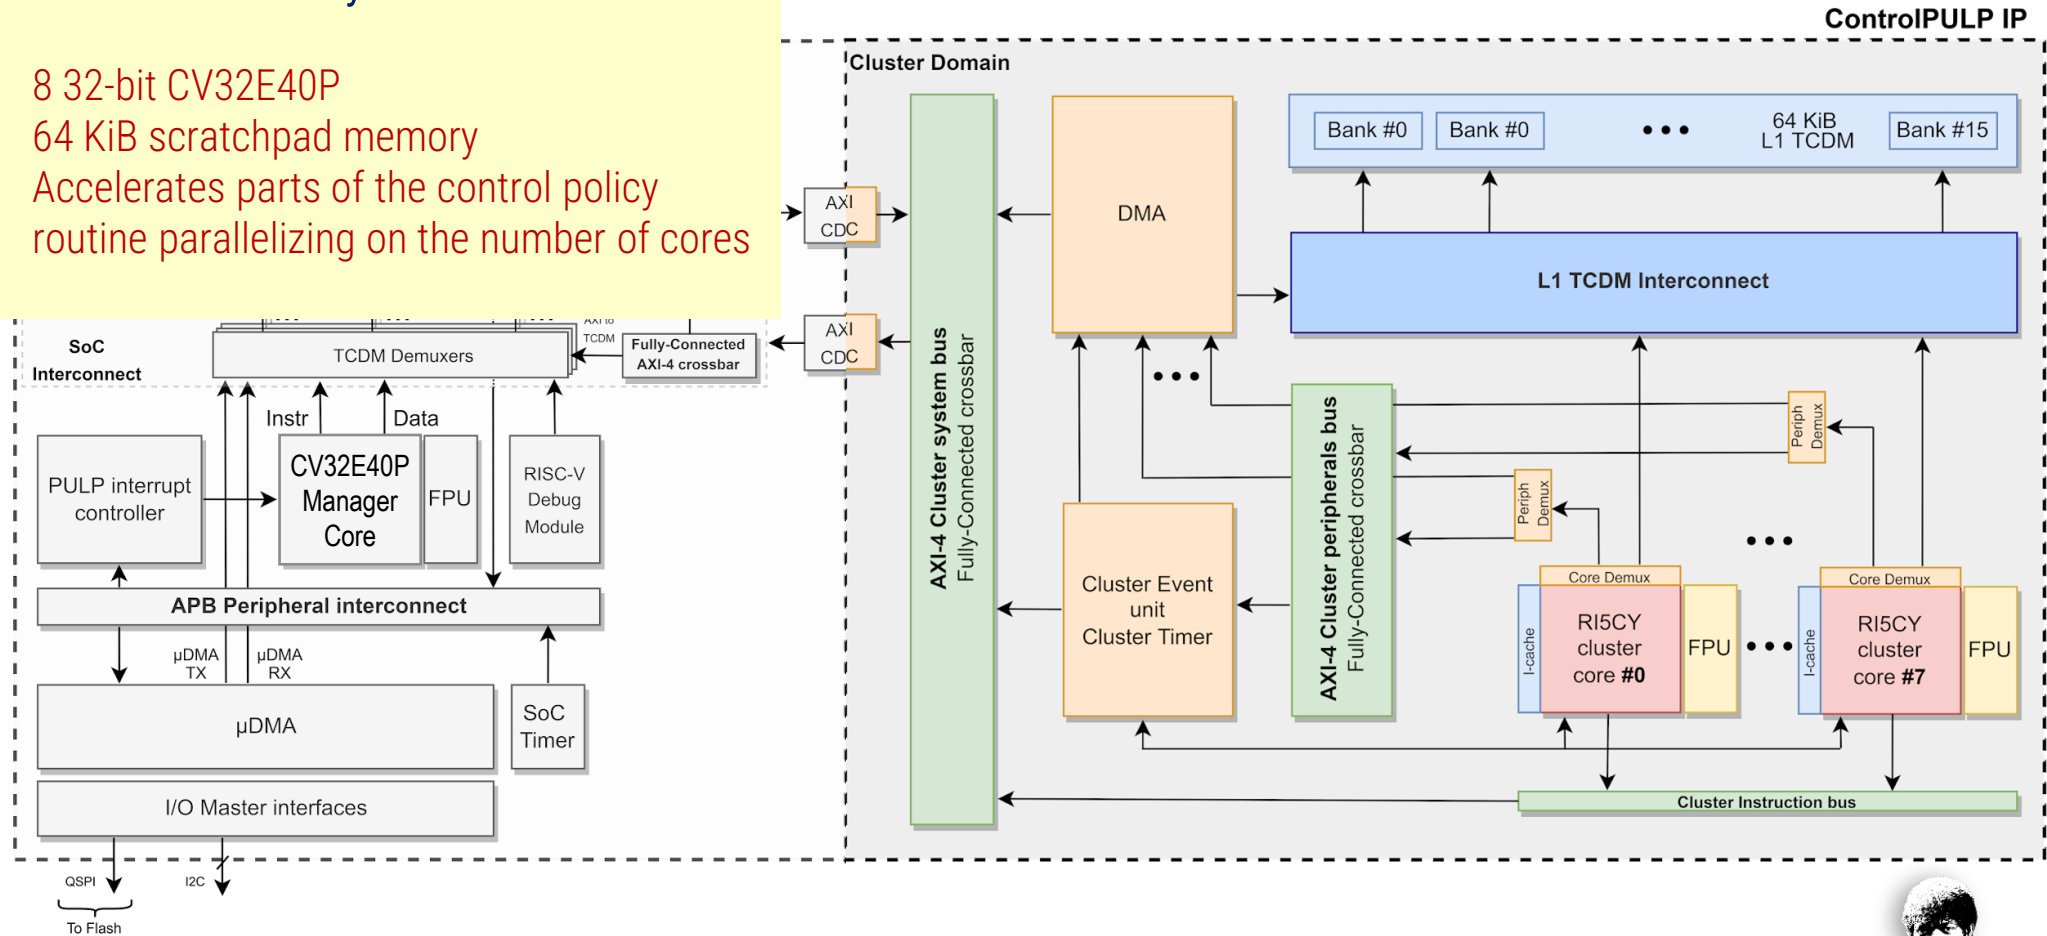 ControlPULP IP
8 32-bit CV32E40P
64 KiB scratchpad memory
Accelerates parts of the control policy
routine parallelizing on the number of cores
Cluster Domain
AXI
CDC
AXI
CDC
AXI-4 Cluster system bus
Fully-Connected crossbar
DMA
Bank #0
Bank #0
64 KiB
L1 TCDM
Bank #15
L1 TCDM Interconnect
SoC
Interconnect
TCDM Demuxers
AXI to
TCDM
Fully-Connected
AXI-4 crossbar
Instr
Data
PULP interrupt
controller
CV32E40P
Manager
Core
FPU
RISC-V
Debug
Module
APB Peripheral interconnect
µDMA
TX
µDMA
RX
µDMA
SoC
Timer
I/O Master interfaces
QSPI
I2C
To Flash
Cluster Event
unit
Cluster Timer
AXI-4 Cluster peripherals bus
Fully-Connected crossbar
Periph
Demux
Periph
Demux
Core Demux
I-cache
RI5CY
cluster
core #0
FPU
Core Demux
I-cache
RI5CY
cluster
core #7
FPU
Cluster Instruction bus